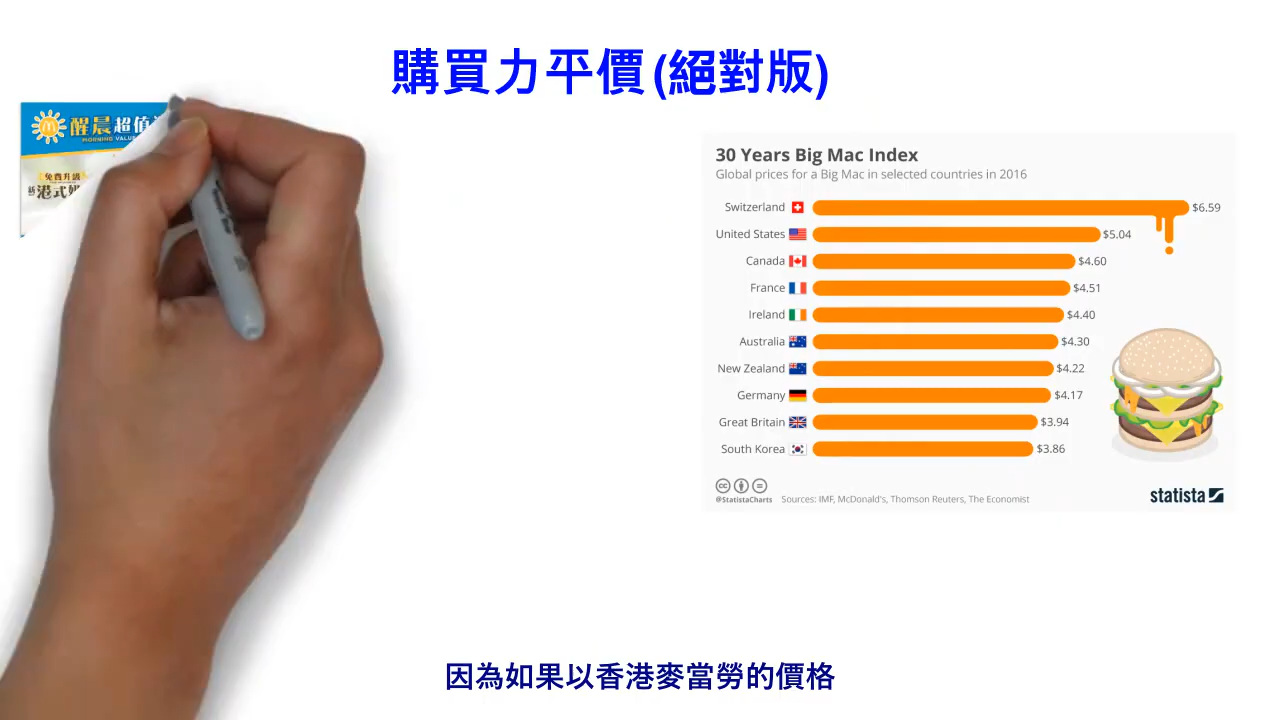 購買力平價(絕對版)
醒晨超值
MORNING VALU
免費升級
新港式奶
30 Years Big Mac Index
Global prices for a Big Mac in selected countries in 2016
Switzerland $6.59
United States $5.04
Canada $4.60
France $4.51
Ireland $4.40
Australia $4.30
New Zealand $4.22
Germany $4.17
Great Britain $3.94
South Korea $3.86
@StatistaCharts Sources: IMF, McDonald's, Thomson Reuters, The Economist
statista
因為如果以香港麥當勞的價格